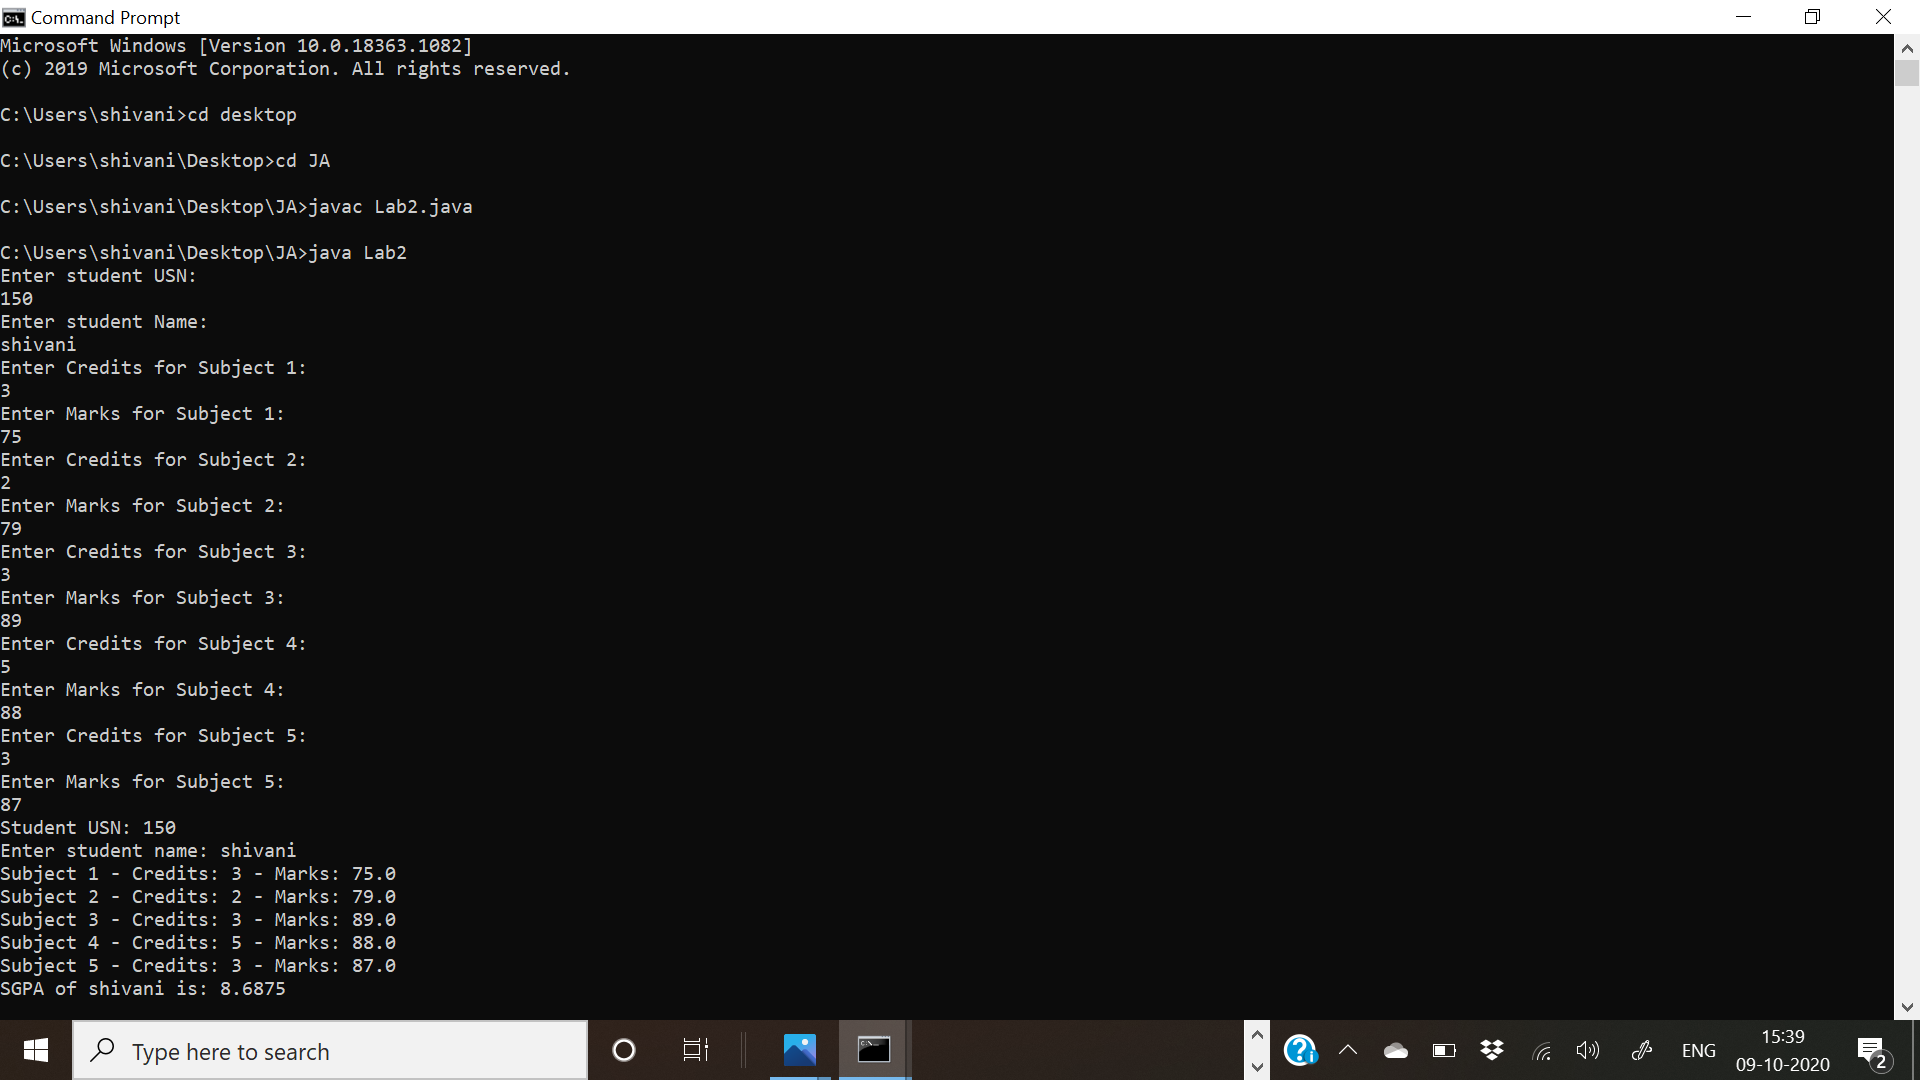 Command Prompt
Microsoft Windows [Version 10.0.18363.1082]
(c) 2019 Microsoft Corporation. All rights reserved.
C:\Users\shivani>cd desktop
C:\Users\shivani\Desktop>cd JA
C:\Users\shivani\Desktop\JA>javac Lab2.java
C:\Users\shivani\Desktop\JA>java Lab2
Enter student USN:
150
Enter student Name:
shivani
Enter Credits for Subject 1:
3
Enter Marks for Subject 1:
75
Enter Credits for Subject 2:
2
Enter Marks for Subject 2:
79
Enter Credits for Subject 3:
3
Enter Marks for Subject 3:
89
Enter Credits for Subject 4:
5
Enter Marks for Subject 4:
88
Enter Credits for Subject 5:
3
Enter Marks for Subject 5:
87
Student USN: 150
Enter student name: shivani
Subject 1 - Credits: 3 - Marks: 75.0
Subject 2 - Credits: 2 - Marks: 79.0
Subject 3 - Credits: 3 - Marks: 89.0
Subject 4 - Credits: 5 - Marks: 88.0
Subject 5 - Credits: 3 - Marks: 87.0
SGPA of shivani is: 8.6875
Type here to search
ENG
15:39
09-10-2020
2